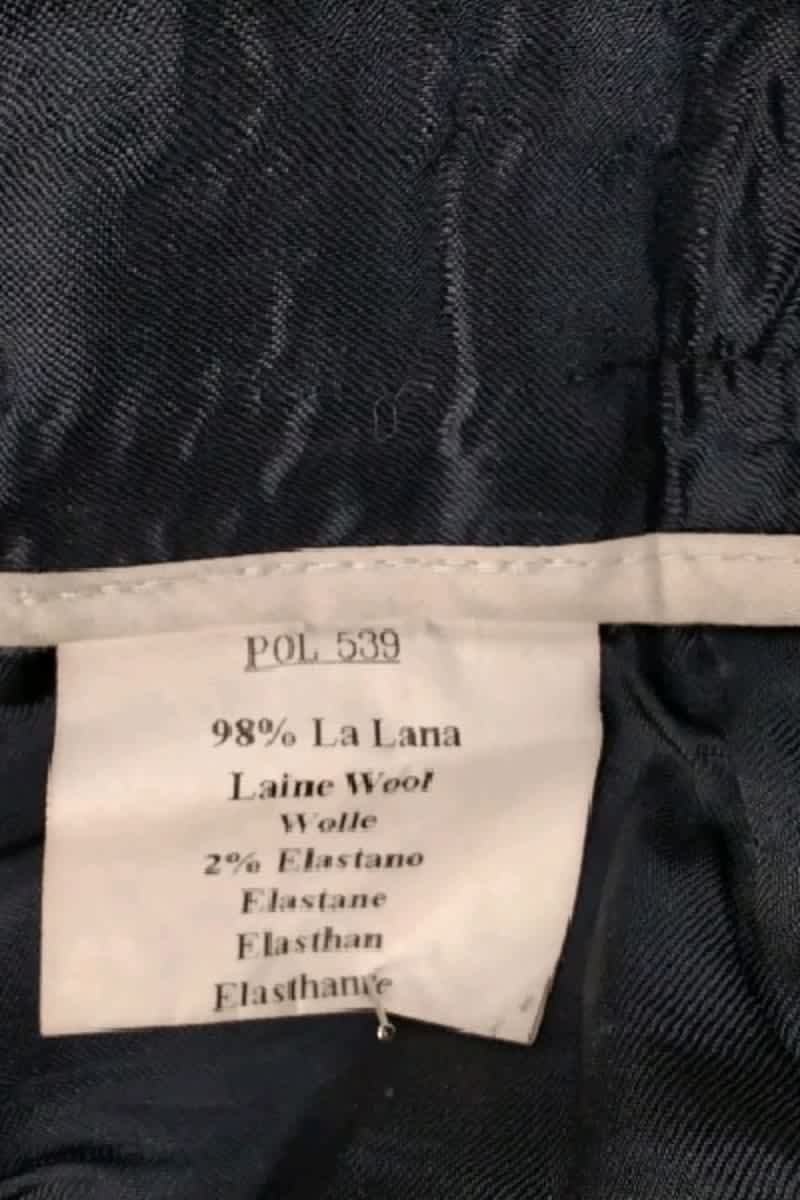 POL 539
98% La Lana
Laine Wool
Wolle
2% Elastano
Elastane
Elasthan
Elasthanne